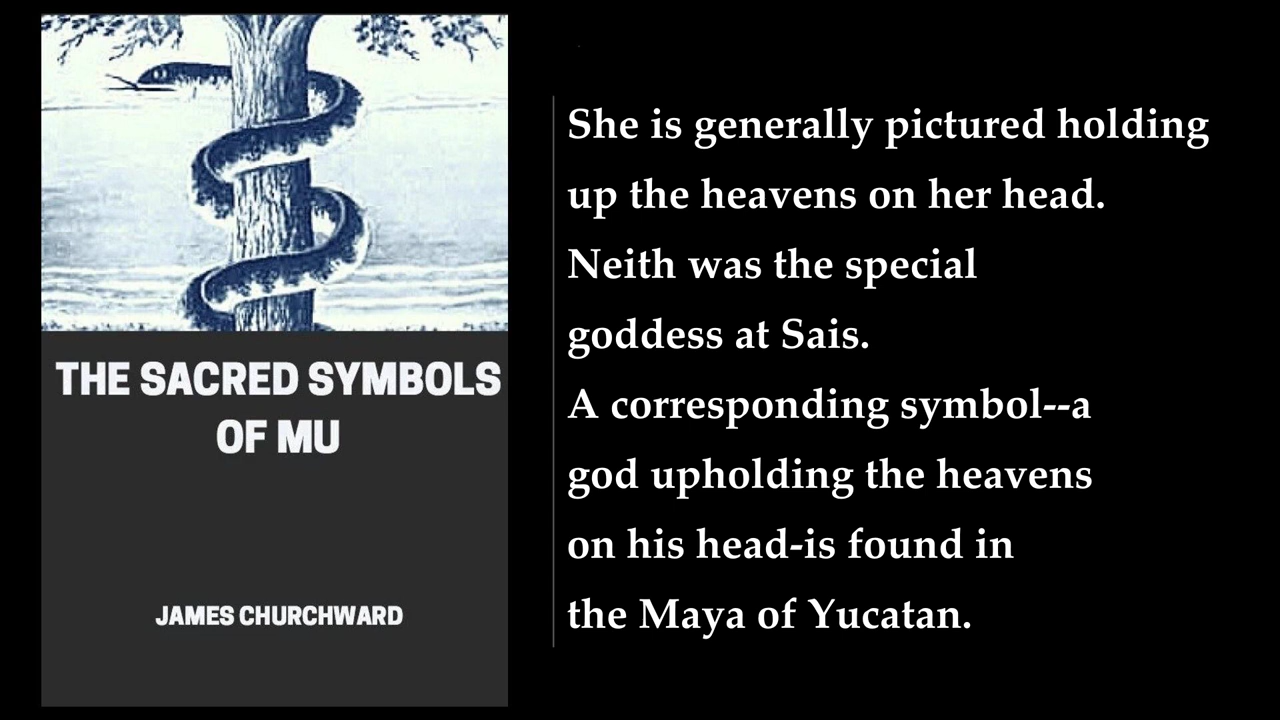 THE SACRED SYMBOLS
OF MU
JAMES CHURCHWARD
She is generally pictured holding
up the heavens on her head.
Neith was the special
goddess at Sais.
A corresponding symbol--a
god upholding the heavens
on his head-is found in
the Maya of Yucatan.